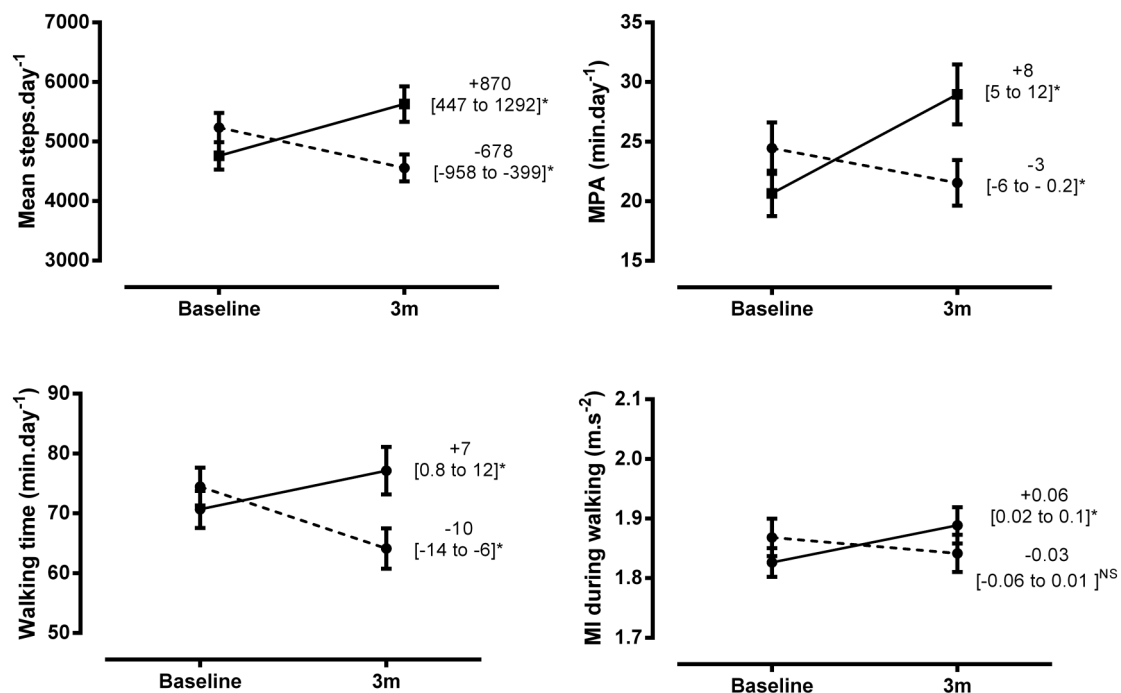 Mean steps.day⁻¹
7000
6000
5000
4000
3000
+870
[447 to 1292]*
-678
[-958 to -399]*
Baseline
3m
MPA (min.day⁻¹)
35
30
25
20
15
+8
[5 to 12]*
-3
[-6 to - 0.2]*
Baseline
3m
Walking time (min.day⁻¹)
90
80
70
60
50
+7
[0.8 to 12]*
-10
[-14 to -6]*
Baseline
3m
MI during walking (m.s⁻²)
2.1
2.0
1.9
1.8
1.7
+0.06
[0.02 to 0.1]*
-0.03
[-0.06 to 0.01 ]ᴺˢ
Baseline
3m